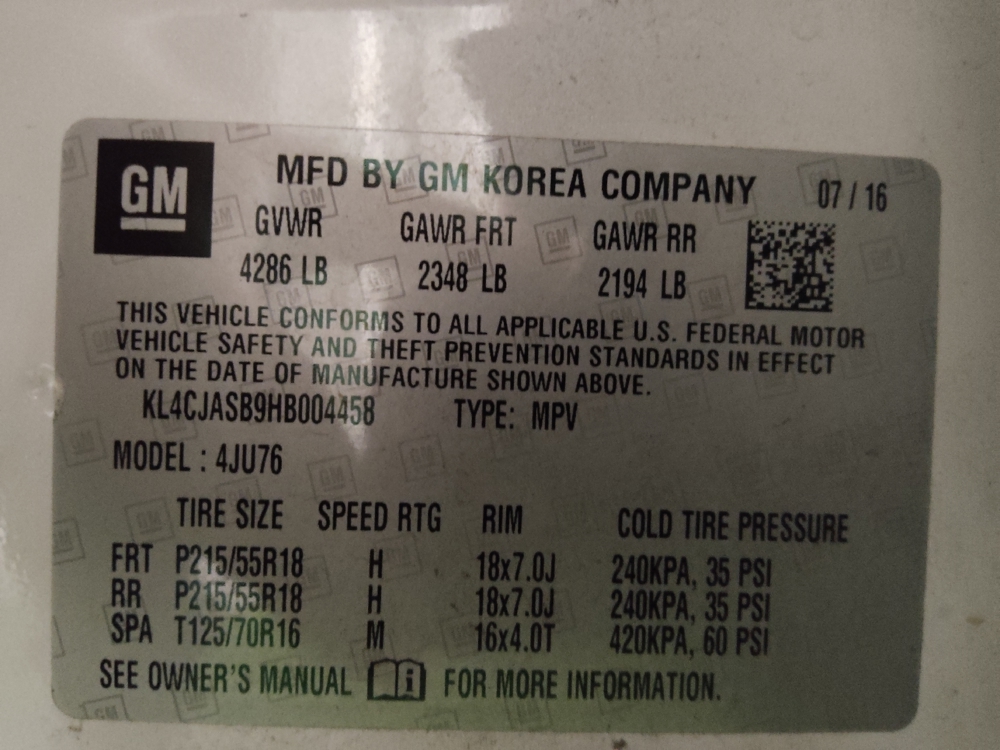 GM
MFD BY GM KOREA COMPANY 07 / 16
GVWR GAWR FRT GAWR RR
4286 LB 2348 LB 2194 LB
THIS VEHICLE CONFORMS TO ALL APPLICABLE U.S. FEDERAL MOTOR
VEHICLE SAFETY AND THEFT PREVENTION STANDARDS IN EFFECT
ON THE DATE OF MANUFACTURE SHOWN ABOVE.
KL4CJASB9HB004458 TYPE: MPV
MODEL : 4JU76
TIRE SIZE SPEED RTG RIM COLD TIRE PRESSURE
FRT P215/55R18 H 18x7.0J 240KPA, 35 PSI
RR P215/55R18 H 18x7.0J 240KPA, 35 PSI
SPA T125/70R16 M 16x4.0T 420KPA, 60 PSI
SEE OWNER'S MANUAL i FOR MORE INFORMATION.